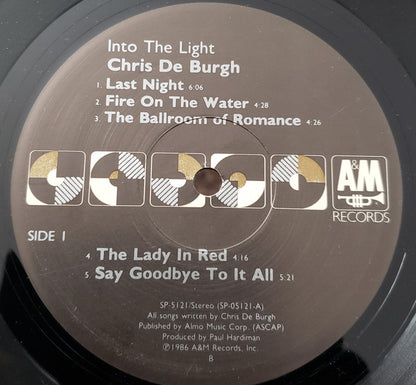 Into The Light
Chris De Burgh
1. Last Night 6:06
2. Fire On The Water 4:28
3. The Ballroom of Romance 4:26
A&M
RECORDS
SIDE 1
4. The Lady In Red 4:16
5. Say Goodbye To It All 5:21
SP 5121/Stereo (SP-05121-A)
All songs written by Chris De Burgh
Published by Almo Music Corp. (ASCAP)
Produced by Paul Hardiman
℗1986 A&M Records, Inc.
B